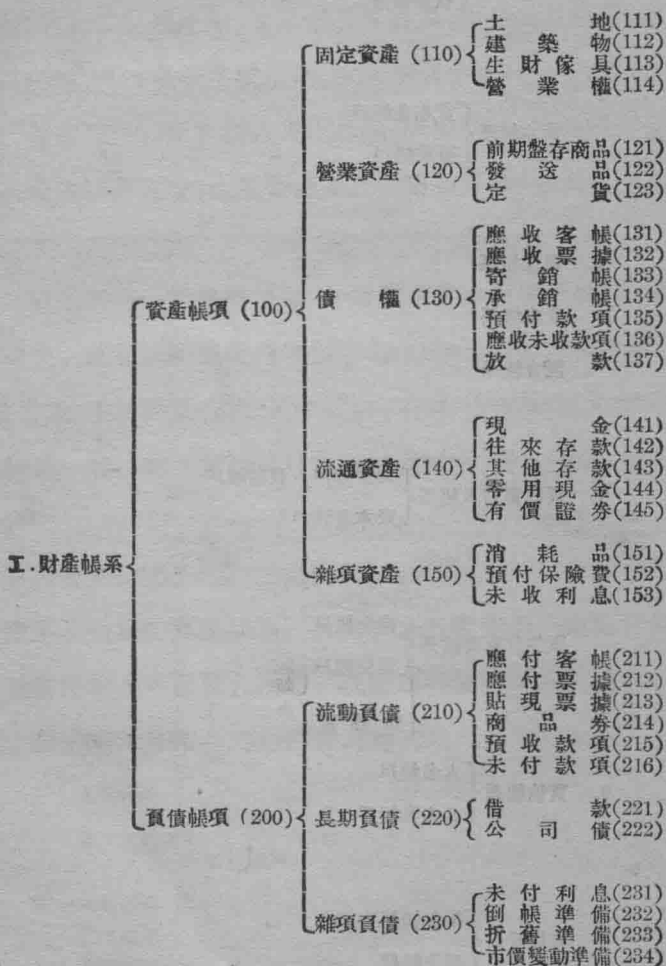 I.財產帳系
資產帳項 (100)
固定資產 (110)
土地(111)
建築物(112)
生財傢具(113)
營業權(114)
營業資產 (120)
前期盤存商品(121)
發送品(122)
定貨(123)
債權 (130)
應收客帳(131)
應收票據(132)
寄銷帳(133)
承銷帳(134)
預付款項(135)
應收未收款項(136)
放款(137)
流通資產 (140)
現金(141)
往來存款(142)
其他存款(143)
零用現金(144)
有價證券(145)
雜項資產 (150)
消耗品(151)
預付保險費(152)
未收利息(153)
負債帳項 (200)
流動負債 (210)
應付客帳(211)
應付票據(212)
貼現票據(213)
商品券(214)
預收款項(215)
未付款項(216)
長期負債 (220)
借款(221)
公司債(222)
雜項負債 (230)
未付利息(231)
倒帳準備(232)
折舊準備(233)
市價變動準備(234)